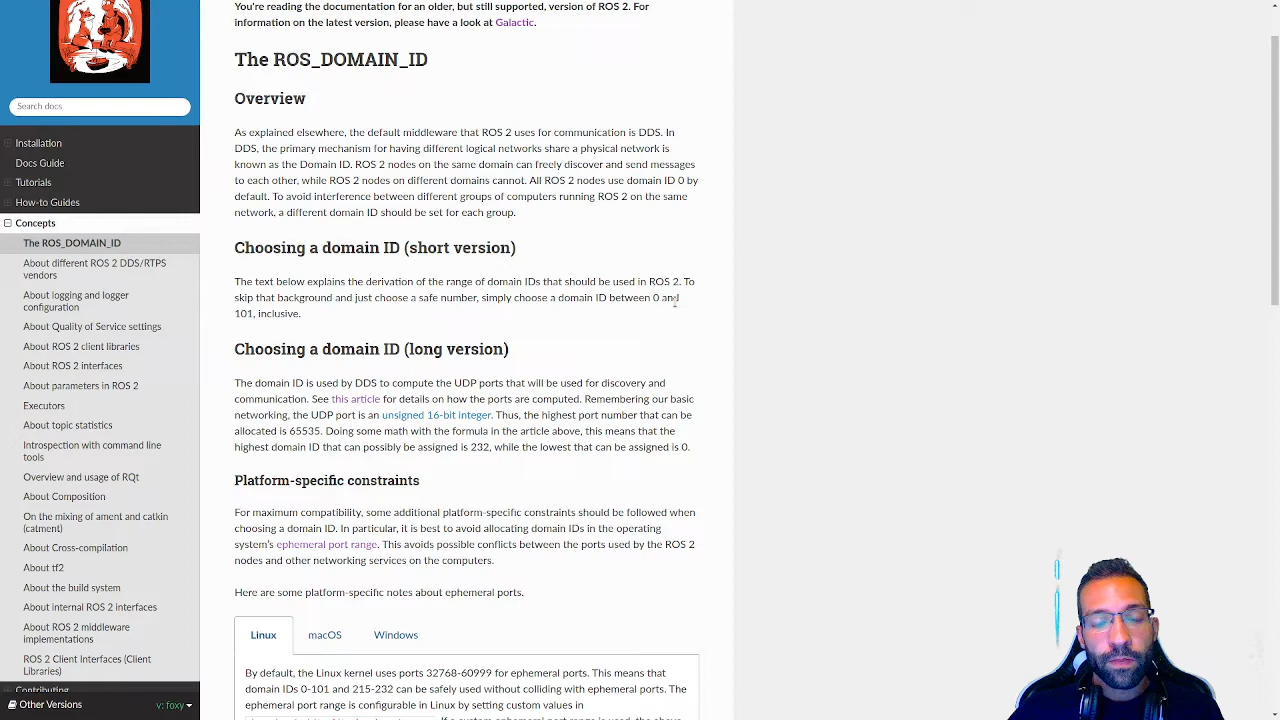 You're reading the documentation for an older, but still supported, version of ROS 2. For
information on the latest version, please have a look at Galactic.
The ROS_DOMAIN_ID
Overview
As explained elsewhere, the default middleware that ROS 2 uses for communication is DDS. In
DDS, the primary mechanism for having different logical networks share a physical network is
known as the Domain ID. ROS 2 nodes on the same domain can freely discover and send messages
to each other, while ROS 2 nodes on different domains cannot. All ROS 2 nodes use domain ID 0 by
default. To avoid interference between different groups of computers running ROS 2 on the same
network, a different domain ID should be set for each group.
Choosing a domain ID (short version)
The text below explains the derivation of the range of domain IDs that should be used in ROS 2. To
skip that background and just choose a safe number, simply choose a domain ID between 0 and
101, inclusive.
Choosing a domain ID (long version)
The domain ID is used by DDS to compute the UDP ports that will be used for discovery and
communication. See this article for details on how the ports are computed. Remembering our basic
networking, the UDP port is an unsigned 16-bit integer. Thus, the highest port number that can be
allocated is 65535. Doing some math with the formula in the article above, this means that the
highest domain ID that can possibly be assigned is 232, while the lowest that can be assigned is 0.
Platform-specific constraints
For maximum compatibility, some additional platform-specific constraints should be followed when
choosing a domain ID. In particular, it is best to avoid allocating domain IDs in the operating
system's ephemeral port range. This avoids possible conflicts between the ports used by the ROS 2
nodes and other networking services on the computers.
Here are some platform-specific notes about ephemeral ports.
Linux macOS Windows
By default, the Linux kernel uses ports 32768-60999 for ephemeral ports. This means that
domain IDs 0-101 and 215-232 can be safely used without colliding with ephemeral ports. The
ephemeral port range is configurable in Linux by setting custom values in
Search docs
Installation
Docs Guide
Tutorials
How-to Guides
Concepts
The ROS_DOMAIN_ID
About different ROS 2 DDS/RTPS
vendors
About logging and logger
configuration
About Quality of Service settings
About ROS 2 client libraries
About ROS 2 interfaces
About parameters in ROS 2
Executors
About topic statistics
Introspection with command line
tools
Overview and usage of RQt
About Composition
On the mixing of ament and catkin
(catment)
About Cross-compilation
About tf2
About the build system
About internal ROS 2 interfaces
About ROS 2 middleware
implementations
ROS 2 Client Interfaces (Client
Libraries)
Contributing
Other Versions v: foxy